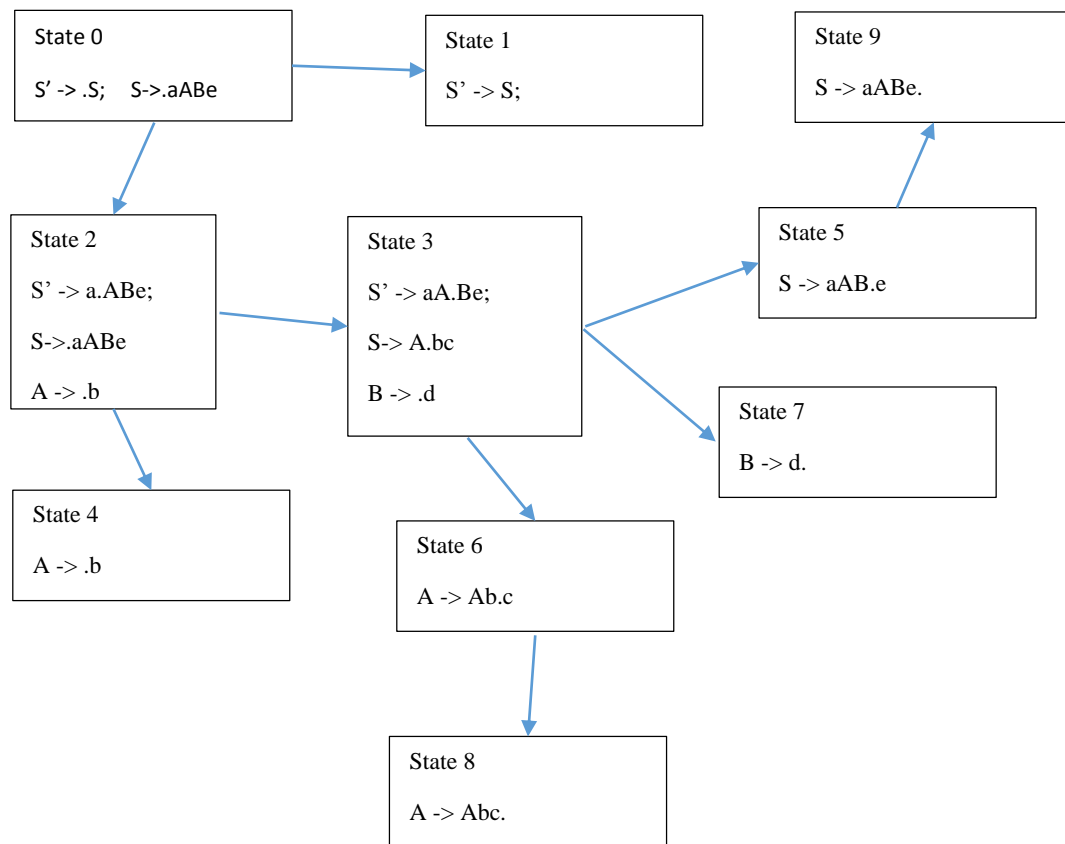 State 0
S’ -> .S; S->.aABe
State 1
S’ -> S;
State 9
S -> aABe.
State 2
S’ -> a.ABe;
S->.aABe
A -> .b
State 3
S’ -> aA.Be;
S-> A.bc
B -> .d
State 5
S -> aAB.e
State 7
B -> d.
State 4
A -> .b
State 6
A -> Ab.c
State 8
A -> Abc.